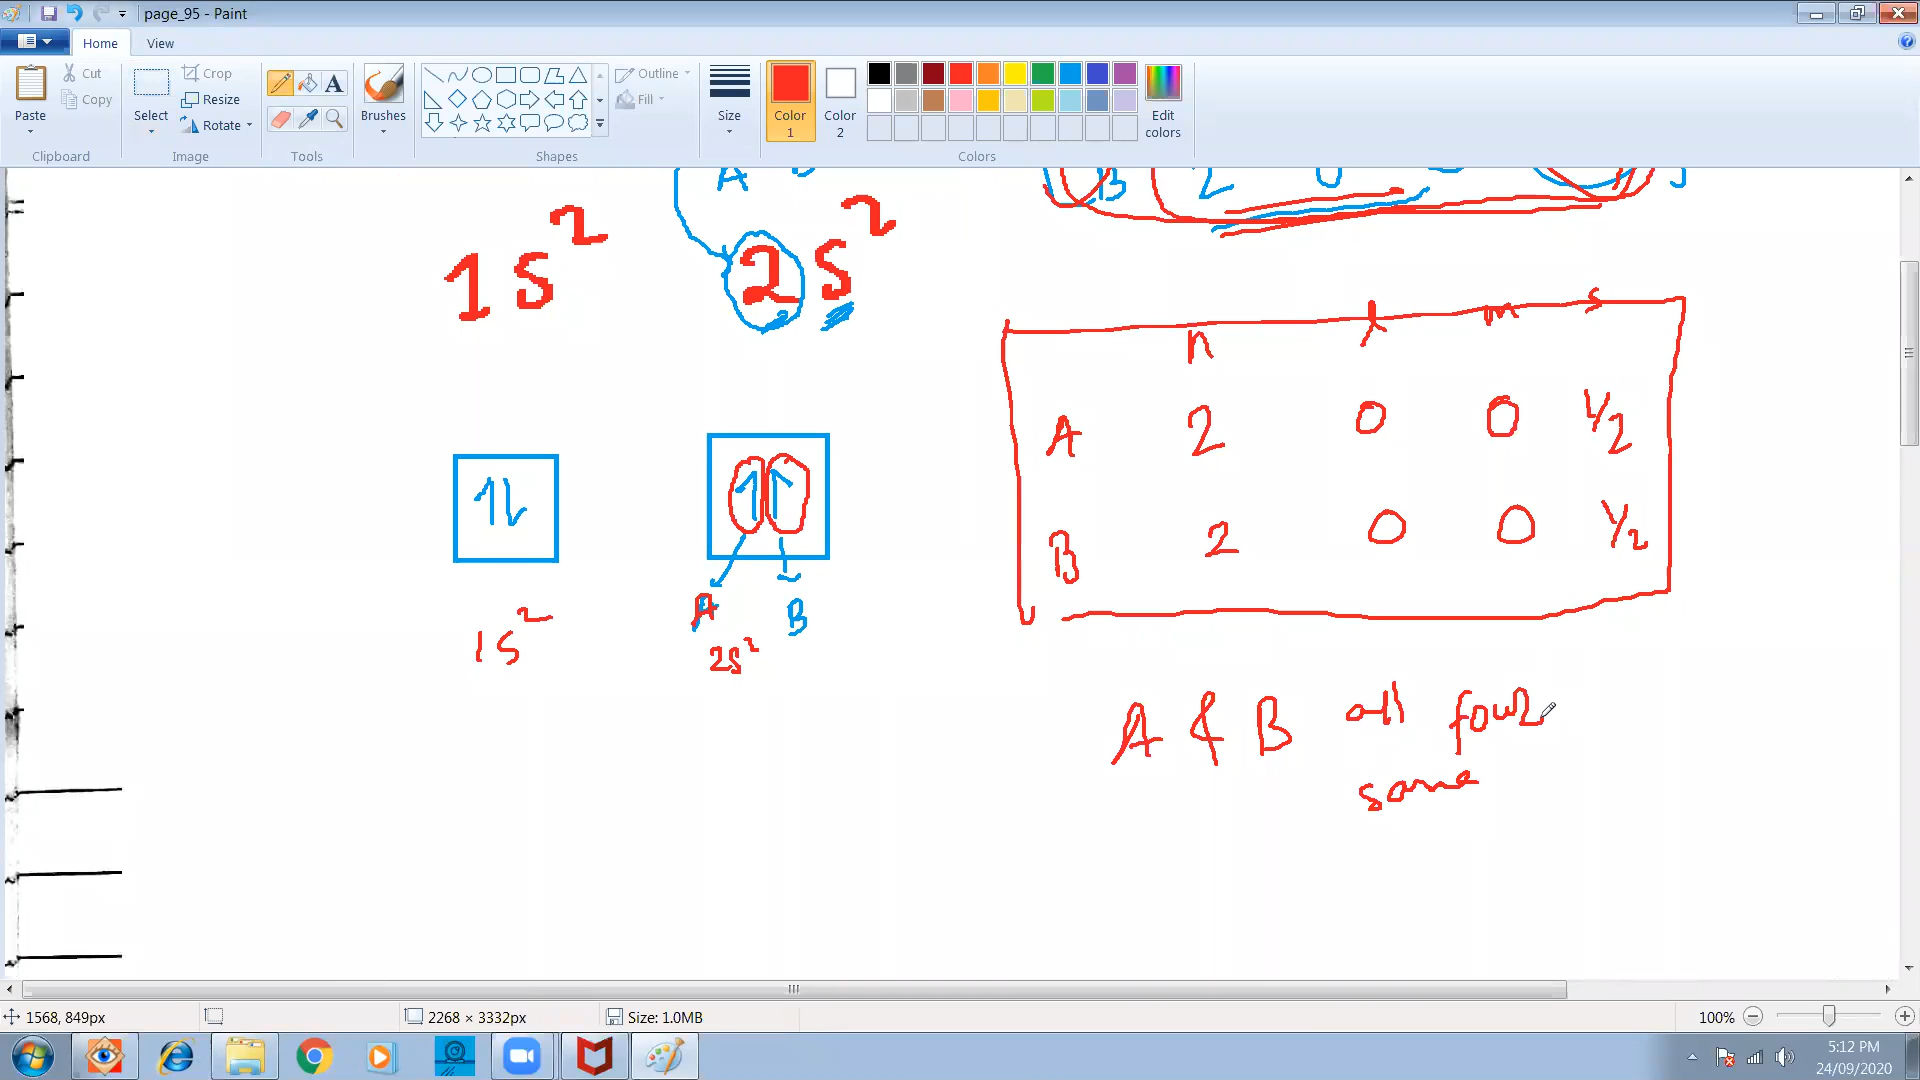 page_95 - Paint
Home View
Paste
Cut
Copy
Select
Crop
Resize
Rotate
Brushes
Outline
Fill
Size
Color 1
Color 2
Edit colors
Clipboard
Image
Tools
Shapes
Colors
A
B 2 0
1s²
2s²
n l m s
A 2 0 0 1/2
B 2 0 0 1/2
A B
1s²
2s²
A & B all four
same
1568, 849px
2268 × 3332px
Size: 1.0MB
100%
5:12 PM
24/09/2020